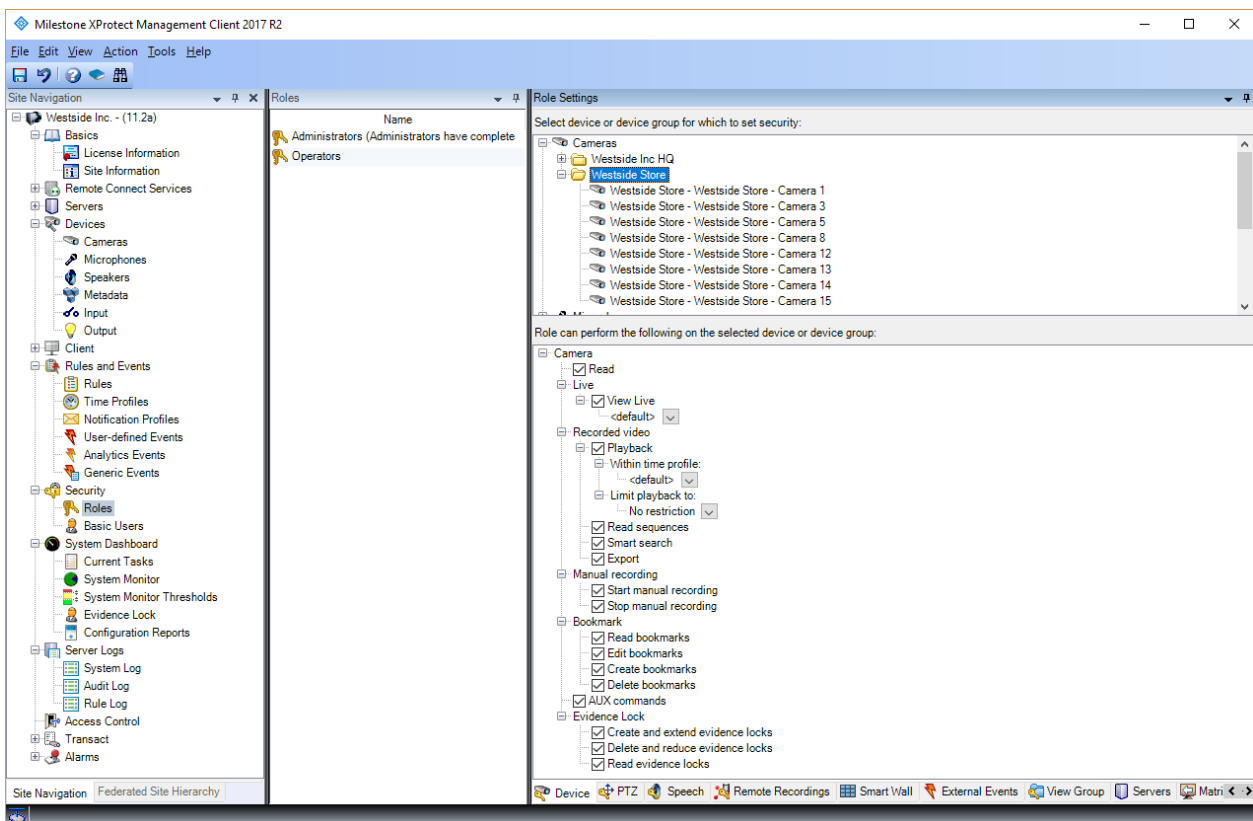 Milestone XProtect Management Client 2017 R2
File Edit View Action Tools Help
Site Navigation
Westside Inc. - (11.2a)
Basics
License Information
Site Information
Remote Connect Services
Servers
Devices
Cameras
Microphones
Speakers
Metadata
Input
Output
Client
Rules and Events
Rules
Time Profiles
Notification Profiles
User-defined Events
Analytics Events
Generic Events
Security
Roles
Basic Users
System Dashboard
Current Tasks
System Monitor
System Monitor Thresholds
Evidence Lock
Configuration Reports
Server Logs
System Log
Audit Log
Rule Log
Access Control
Transact
Alarms
Site Navigation Federated Site Hierarchy
Roles
Name
Administrators (Administrators have complete
Operators
Role Settings
Select device or device group for which to set security:
Cameras
Westside Inc HQ
Westside Store
Westside Store - Westside Store - Camera 1
Westside Store - Westside Store - Camera 3
Westside Store - Westside Store - Camera 5
Westside Store - Westside Store - Camera 8
Westside Store - Westside Store - Camera 12
Westside Store - Westside Store - Camera 13
Westside Store - Westside Store - Camera 14
Westside Store - Westside Store - Camera 15
Role can perform the following on the selected device or device group:
Camera
Read
Live
View Live
<default>
Recorded video
Playback
Within time profile:
<default>
Limit playback to:
No restriction
Read sequences
Smart search
Export
Manual recording
Start manual recording
Stop manual recording
Bookmark
Read bookmarks
Edit bookmarks
Create bookmarks
Delete bookmarks
AUX commands
Evidence Lock
Create and extend evidence locks
Delete and reduce evidence locks
Read evidence locks
Device PTZ Speech Remote Recordings Smart Wall External Events View Group Servers Matri